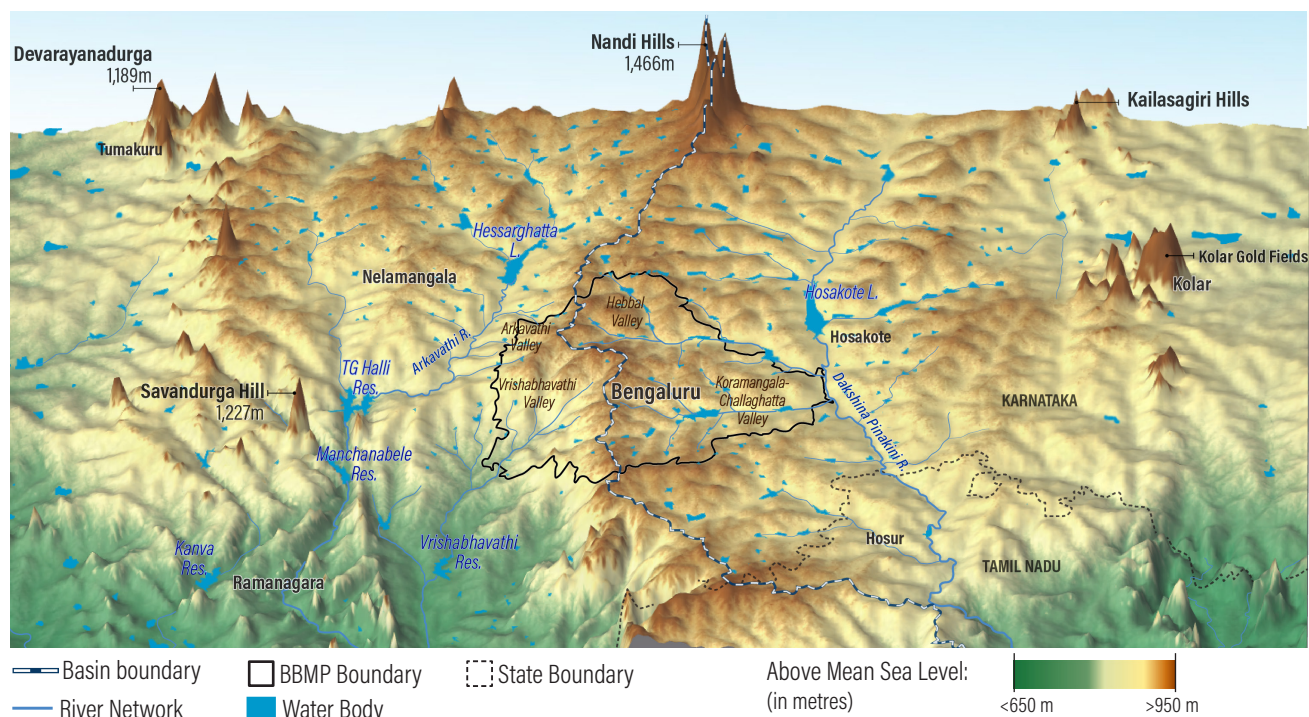 Devarayanadurga
1,189m
Nandi Hills
1,466m
Kailasagiri Hills
Tumakuru
Hessarghatta
L.
Nelamangala
Kolar Gold Fields
Kolar
Hosakote L.
Hosakote
Hebbal
Valley
Arkavathi
Valley
Arkavathi R.
TG Halli
Res.
Savandurga Hill
1,227m
Vrishabhavathi
Valley
Bengaluru
Koramangala-
Challaghatta
Valley
Dakshina Pinakini R.
KARNATAKA
Manchanabele
Res.
Vrishabhavathi
Res.
Kanva
Res.
Ramanagara
Hosur
TAMIL NADU
Basin boundary
BBMP Boundary
State Boundary
River Network
Water Body
Above Mean Sea Level:
(in metres)
<650 m
>950 m